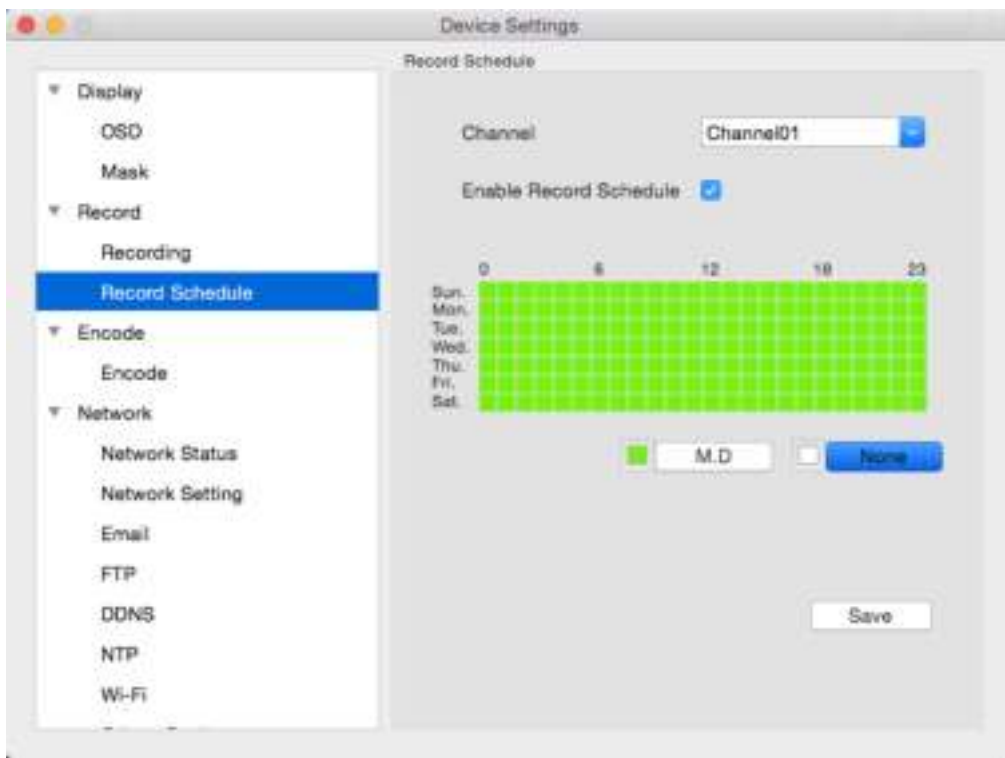 Device Settings
Record Schedule
Display
OSD
Mask
Record
Recording
Record Schedule
Encode
Encode
Network
Network Status
Network Setting
Email
FTP
DDNS
NTP
Wi-Fi
Channel
Channel01
Enable Record Schedule
0 6 12 18 23
Sun.
Mon.
Tue.
Wed.
Thu.
Fri.
Sat.
M.D
None
Save